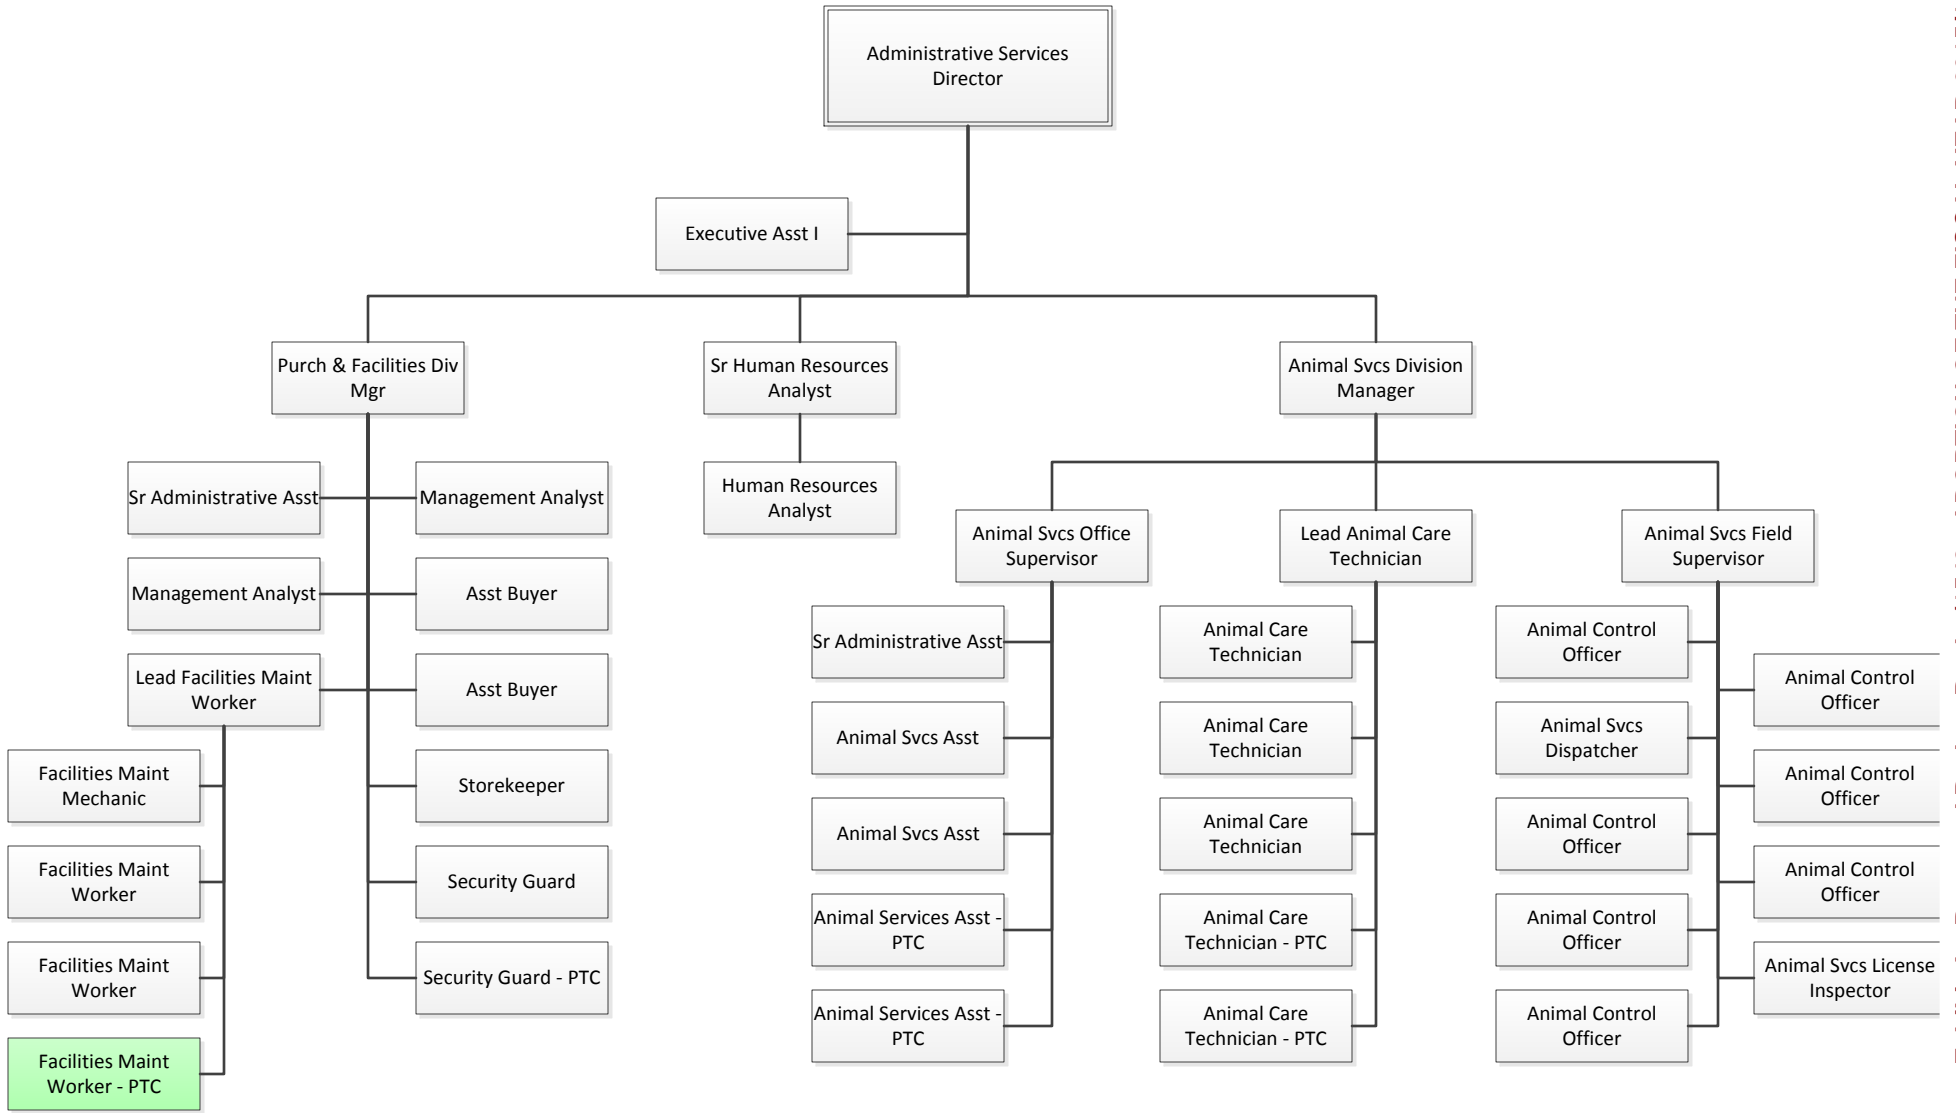 Administrative Services
Director
Executive Asst I
Purch & Facilities Div
Mgr
Sr Human Resources
Analyst
Animal Svcs Division
Manager
Sr Administrative Asst
Management Analyst
Management Analyst
Asst Buyer
Lead Facilities Maint
Worker
Asst Buyer
Facilities Maint
Mechanic
Storekeeper
Facilities Maint
Worker
Security Guard
Facilities Maint
Worker
Security Guard - PTC
Facilities Maint
Worker - PTC
Human Resources
Analyst
Animal Svcs Office
Supervisor
Lead Animal Care
Technician
Animal Svcs Field
Supervisor
Sr Administrative Asst
Animal Svcs Asst
Animal Svcs Asst
Animal Services Asst -
PTC
Animal Services Asst -
PTC
Animal Care
Technician
Animal Care
Technician
Animal Care
Technician
Animal Care
Technician - PTC
Animal Care
Technician - PTC
Animal Control
Officer
Animal Svcs
Dispatcher
Animal Control
Officer
Animal Control
Officer
Animal Control
Officer
Animal Control
Officer
Animal Control
Officer
Animal Control
Officer
Animal Svcs License
Inspector